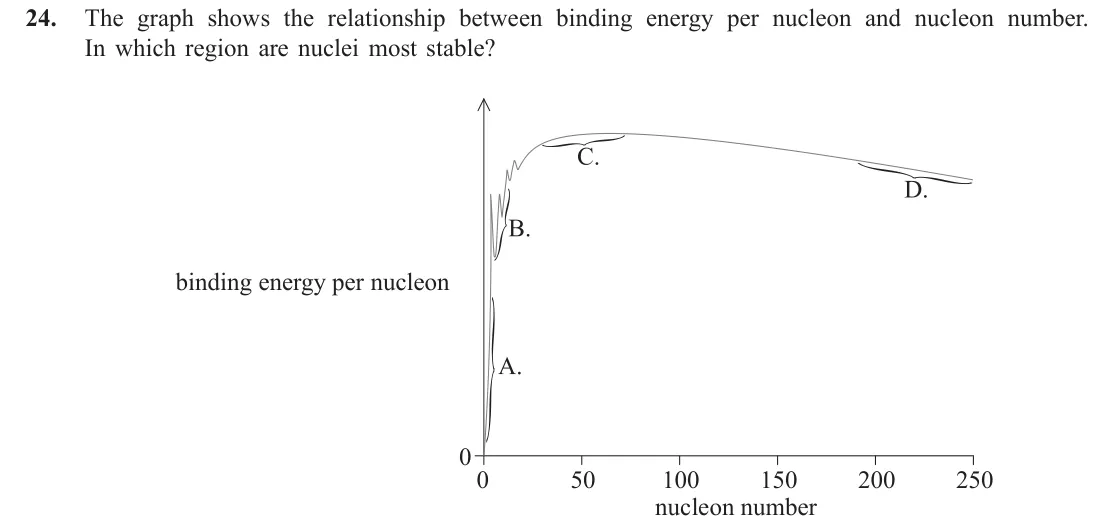 24. The graph shows the relationship between binding energy per nucleon and nucleon number.
In which region are nuclei most stable?
C.
D.
B.
binding energy per nucleon
A.
0
0 50 100 150 200 250
nucleon number